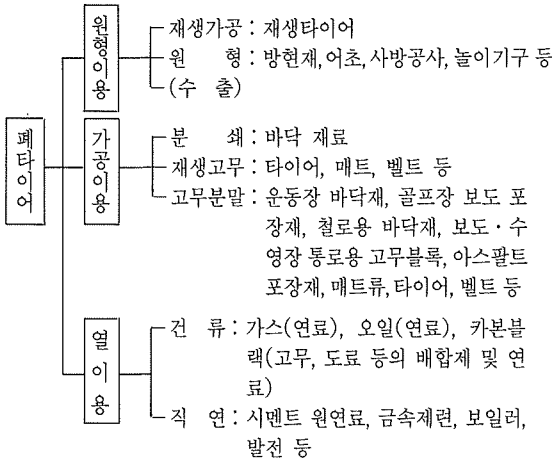 폐타이어
원형이용
재생가공 : 재생타이어
원 형 : 방현재, 어초, 사방공사, 놀이기구 등
(수 출)
가공이용
분 쇄 : 바닥 재료
재생고무 : 타이어, 매트, 벨트 등
고무분말 : 운동장 바닥재, 골프장 보도 포
장재, 철로용 바닥재, 보도·수
영장 통로용 고무블록, 아스팔트
포장재, 매트류, 타이어, 벨트 등
열이용
건 류 : 가스(연료), 오일(연료), 카본블
랙(고무, 도료 등의 배합제 및 연
료)
직 연 : 시멘트 원연료, 금속제련, 보일러,
발전 등